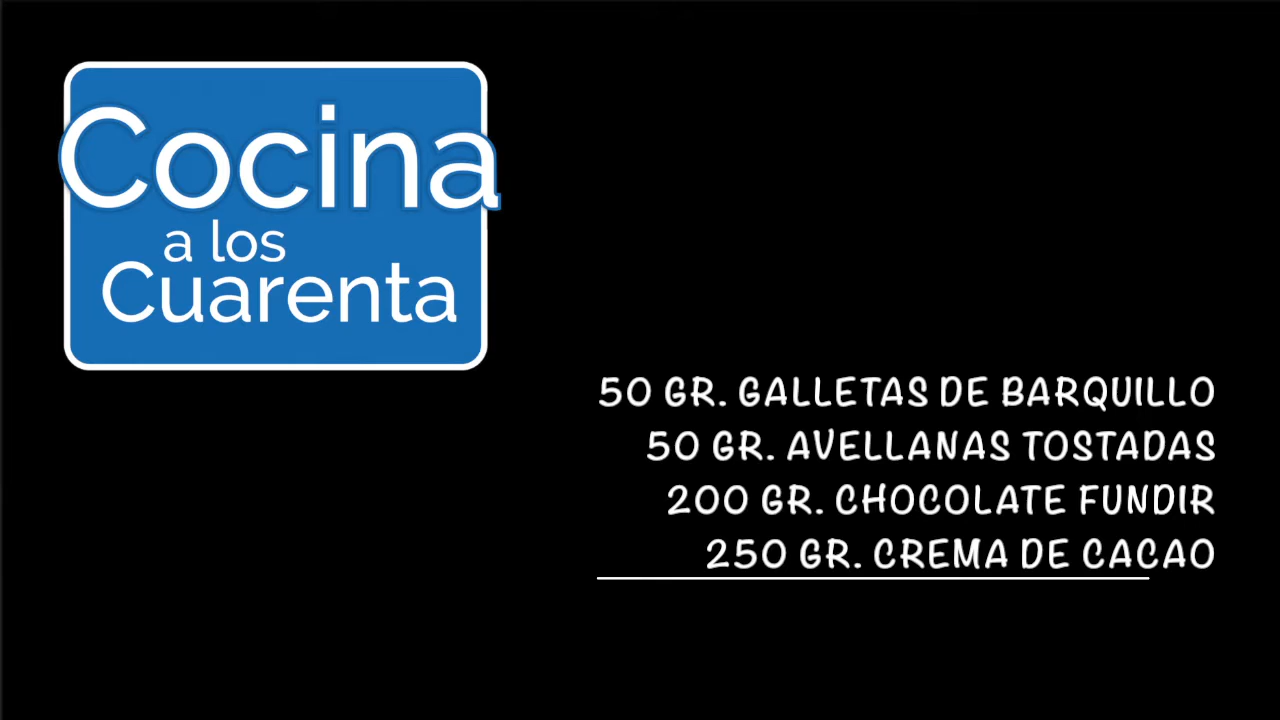 Cocina
a los
Cuarenta
50 GR. GALLETAS DE BARQUILLO
50 GR. AVELLANAS TOSTADAS
200 GR. CHOCOLATE FUNDIR
250 GR. CREMA DE CACAO